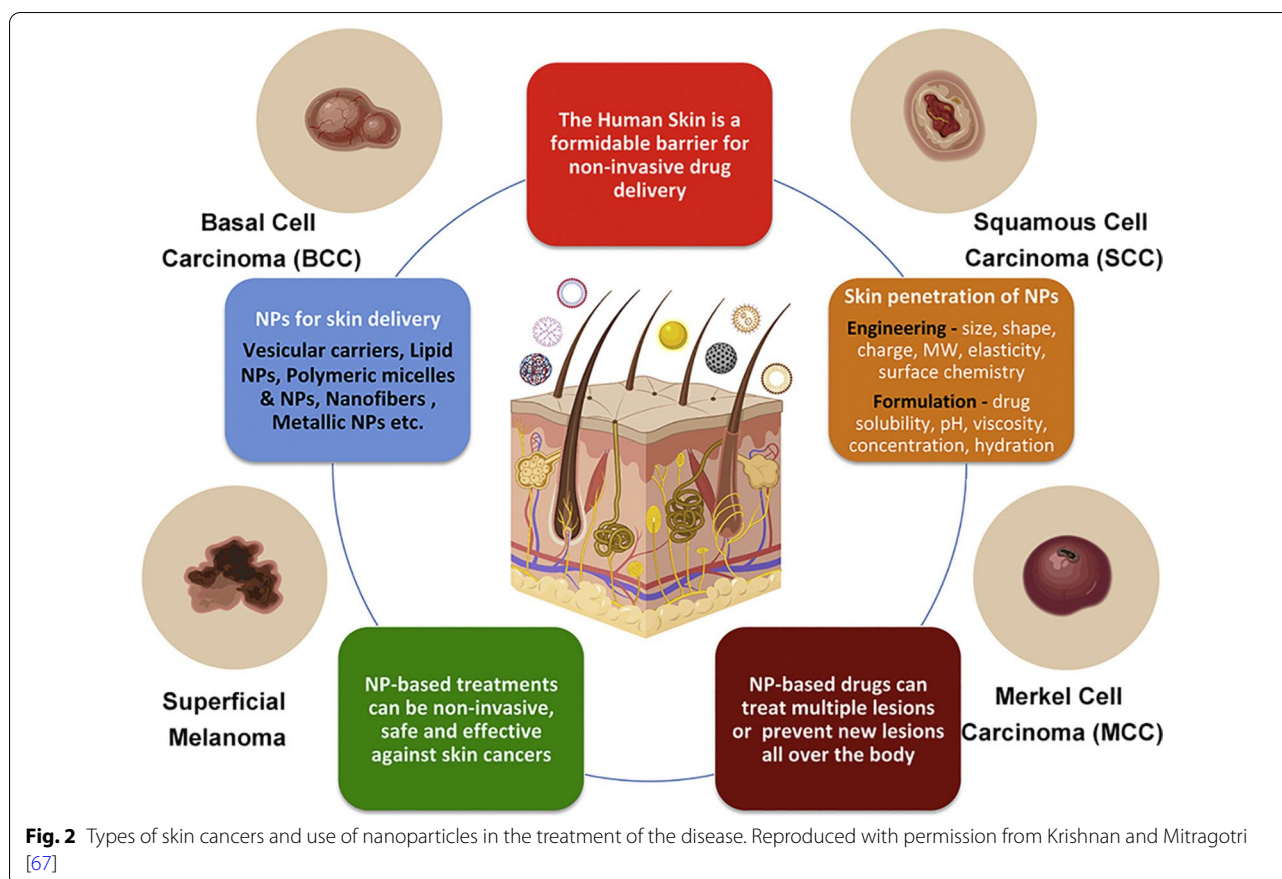 The Human Skin is a
formidable barrier for
non-invasive drug
delivery
Basal Cell
Carcinoma (BCC)
Squamous Cell
Carcinoma (SCC)
NPs for skin delivery
Vesicular carriers, Lipid
NPs, Polymeric micelles
& NPs, Nanofibers ,
Metallic NPs etc.
Skin penetration of NPs
Engineering - size, shape,
charge, MW, elasticity,
surface chemistry
Formulation - drug
solubility, pH, viscosity,
concentration, hydration
Superficial
Melanoma
NP-based treatments
can be non-invasive,
safe and effective
against skin cancers
NP-based drugs can
treat multiple lesions
or prevent new lesions
all over the body
Merkel Cell
Carcinoma (MCC)
Fig. 2 Types of skin cancers and use of nanoparticles in the treatment of the disease. Reproduced with permission from Krishnan and Mitragotri
[67]